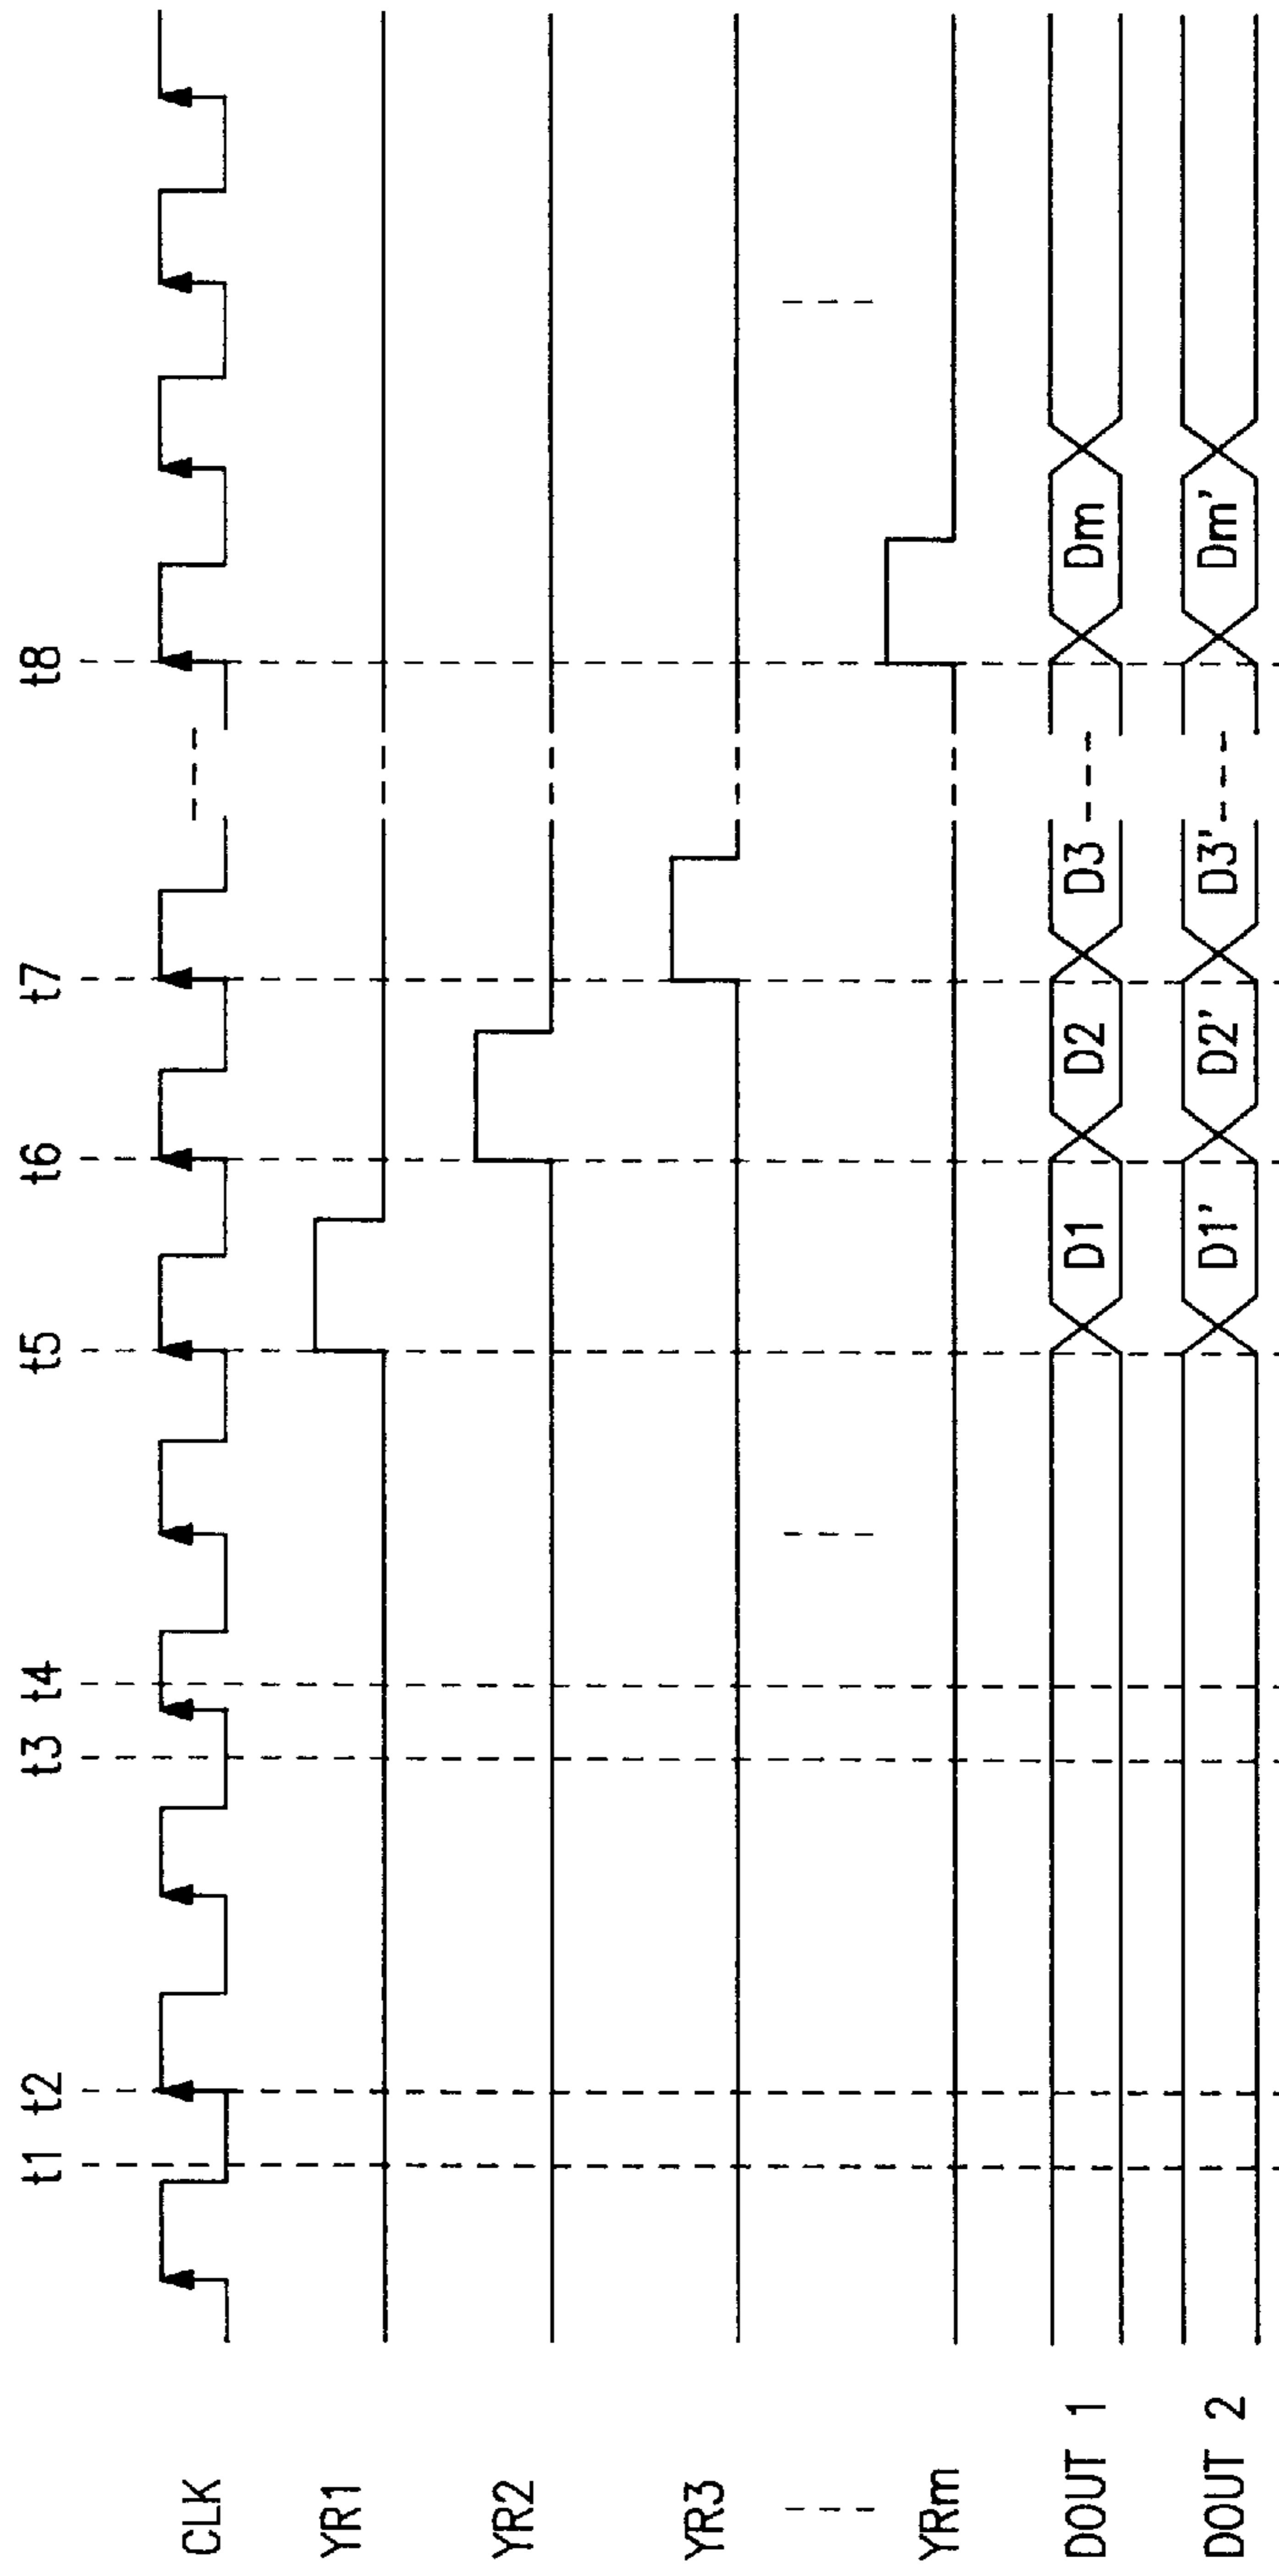 t1 t2 t3 t4 t5 t6 t7 t8
CLK
YR1
YR2
YR3
YRm
DOUT 1 D1 D2 D3 Dm
DOUT 2 D1' D2' D3' Dm'